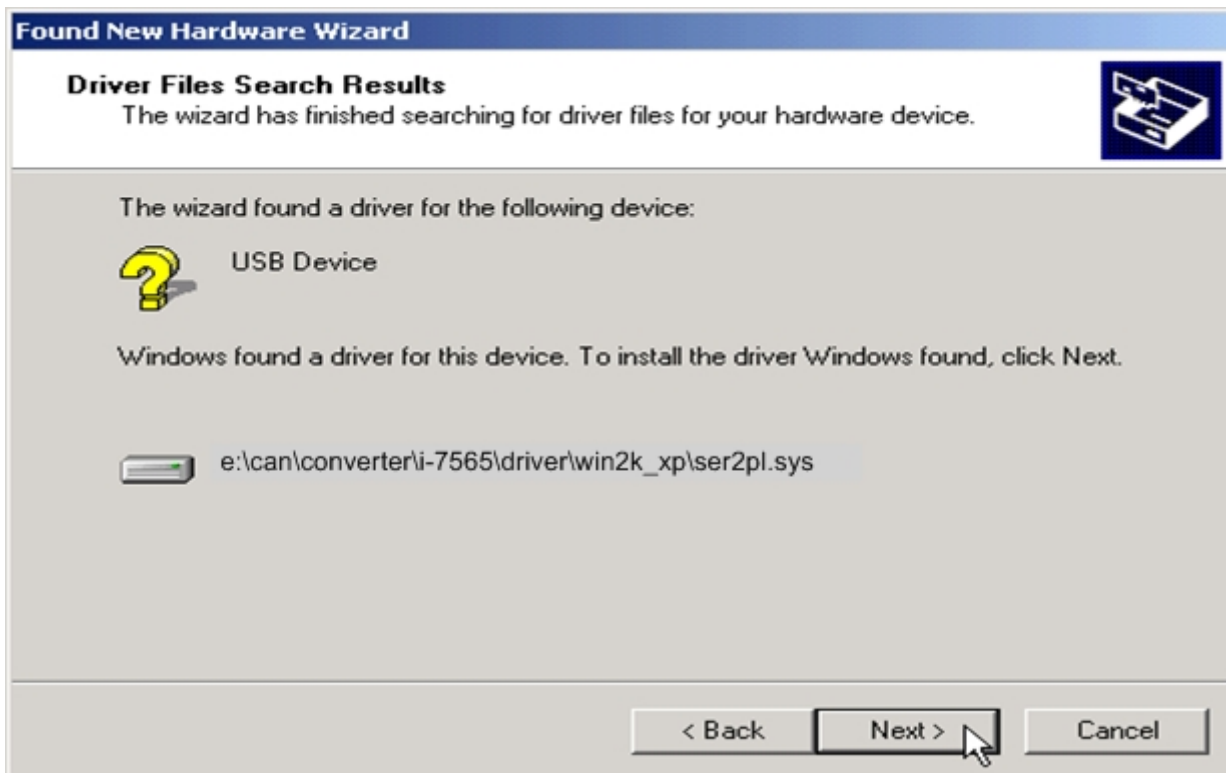 Found New Hardware Wizard
Driver Files Search Results
The wizard has finished searching for driver files for your hardware device.
The wizard found a driver for the following device:
USB Device
Windows found a driver for this device. To install the driver Windows found, click Next.
e:\can\converter\i-7565\driver\win2k_xp\ser2pl.sys
< Back Next > Cancel